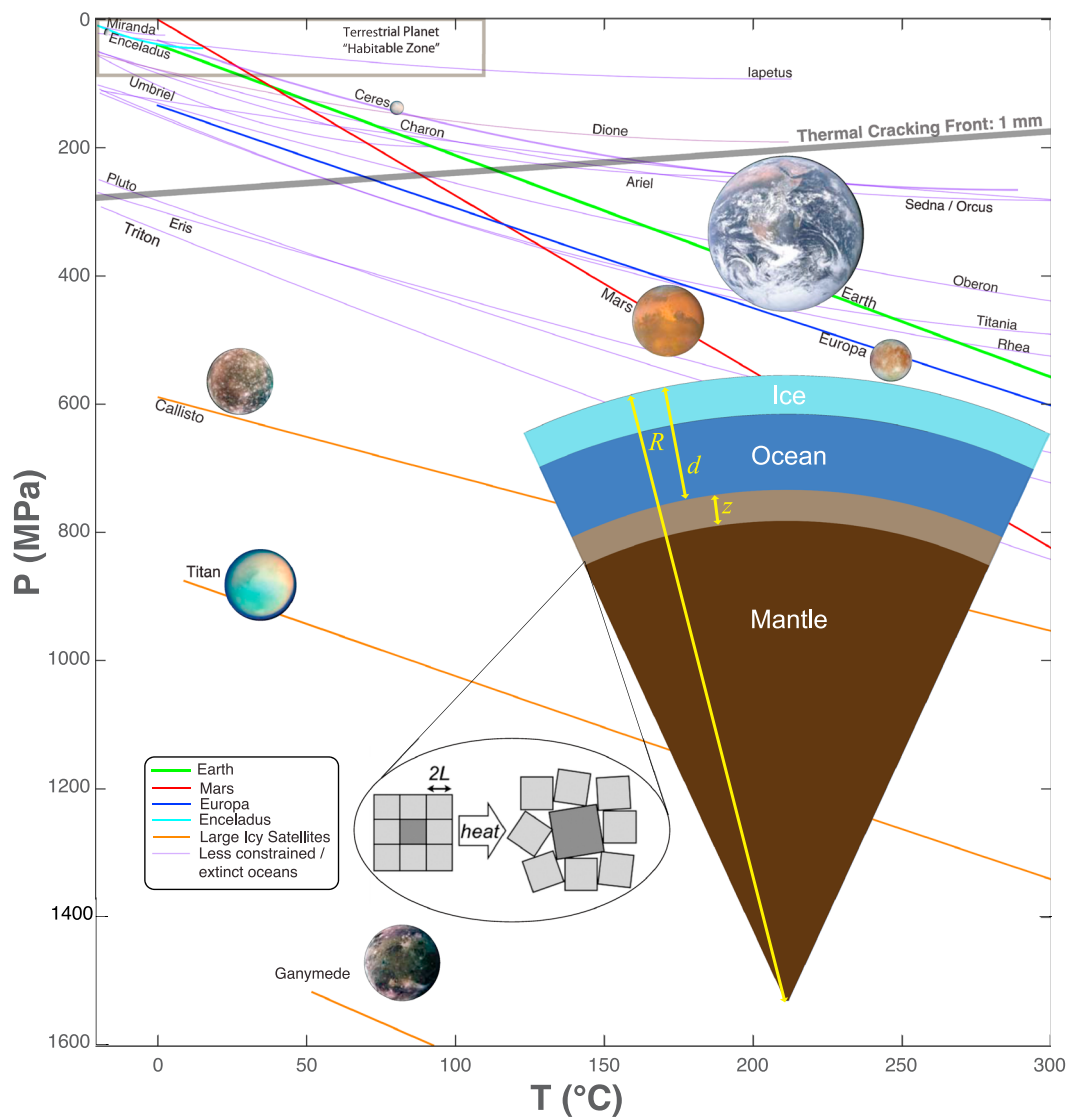 0
200
400
600
800
1000
1200
1400
1600
P (MPa)
Miranda
Enceladus
Terrestrial Planet
"Habitable Zone"
Iapetus
Umbriel
Ceres
Charon
Dione
Thermal Cracking Front: 1 mm
Ariel
Sedna / Orcus
Pluto
Eris
Triton
Oberon
Earth
Mars
Titania
Rhea
Europa
Callisto
Titan
Ganymede
Ice
Ocean
Mantle
R
d
z
2L
heat
Earth
Mars
Europa
Enceladus
Large Icy Satellites
Less constrained /
extinct oceans
0
50
100
150
200
250
300
T (°C)